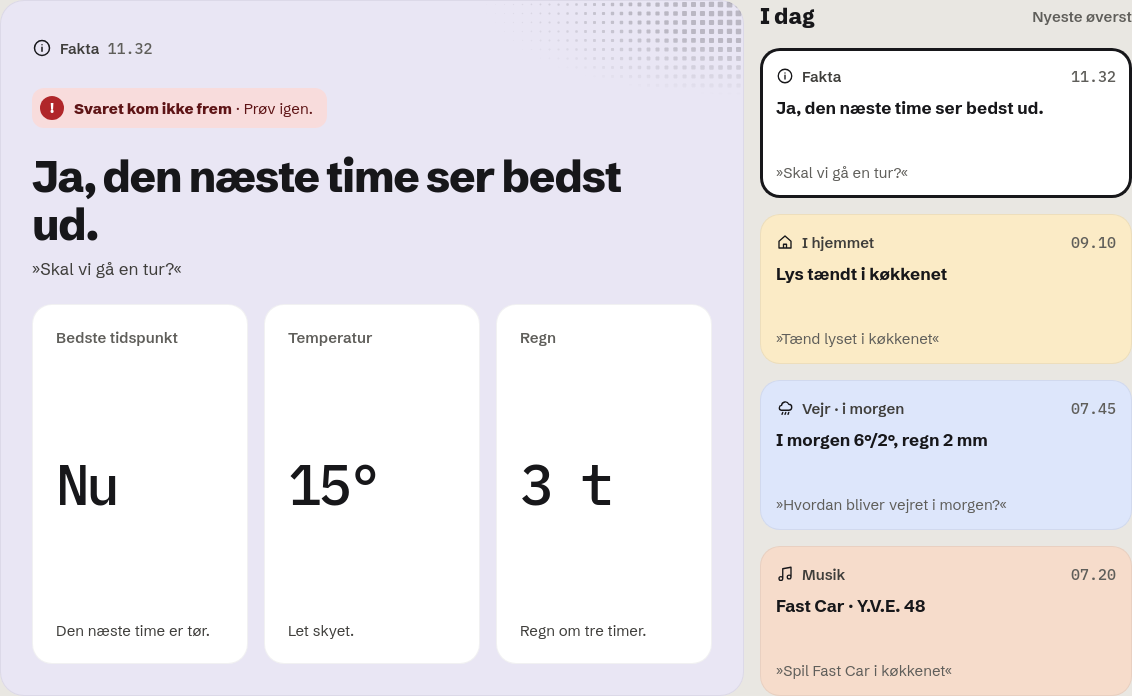 Fakta 11.32
! Svaret kom ikke frem · Prøv igen.
Ja, den næste time ser bedst
ud.
»Skal vi gå en tur?«
Bedste tidspunkt
Nu
Den næste time er tør.
Temperatur
15°
Let skyet.
Regn
3 t
Regn om tre timer.
I dag
Nyeste øverst
Fakta 11.32
Ja, den næste time ser bedst ud.
»Skal vi gå en tur?«
I hjemmet 09.10
Lys tændt i køkkenet
»Tænd lyset i køkkenet«
Vejr · i morgen 07.45
I morgen 6°/2°, regn 2 mm
»Hvordan bliver vejret i morgen?«
Musik 07.20
Fast Car · Y.V.E. 48
»Spil Fast Car i køkkenet«